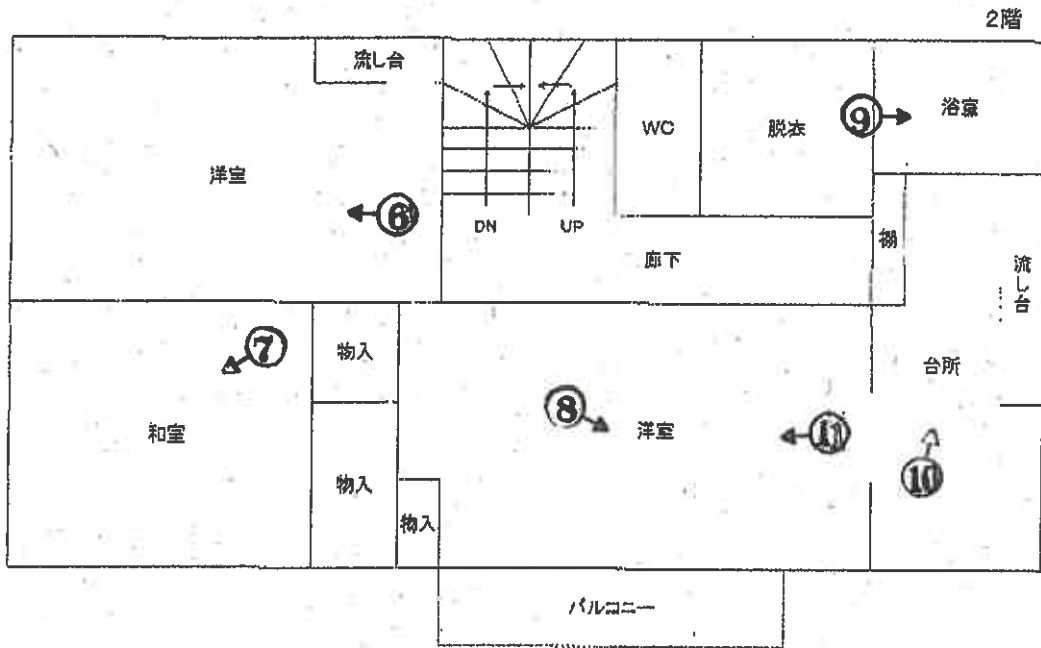 2階
流し台
WC
脱衣
⑨
浴室
洋室
⑥
DN
UP
廊下
棚
流し台
⑦
物入
台所
和室
⑧
洋室
⑪
⑩
物入
物入
バルコニー